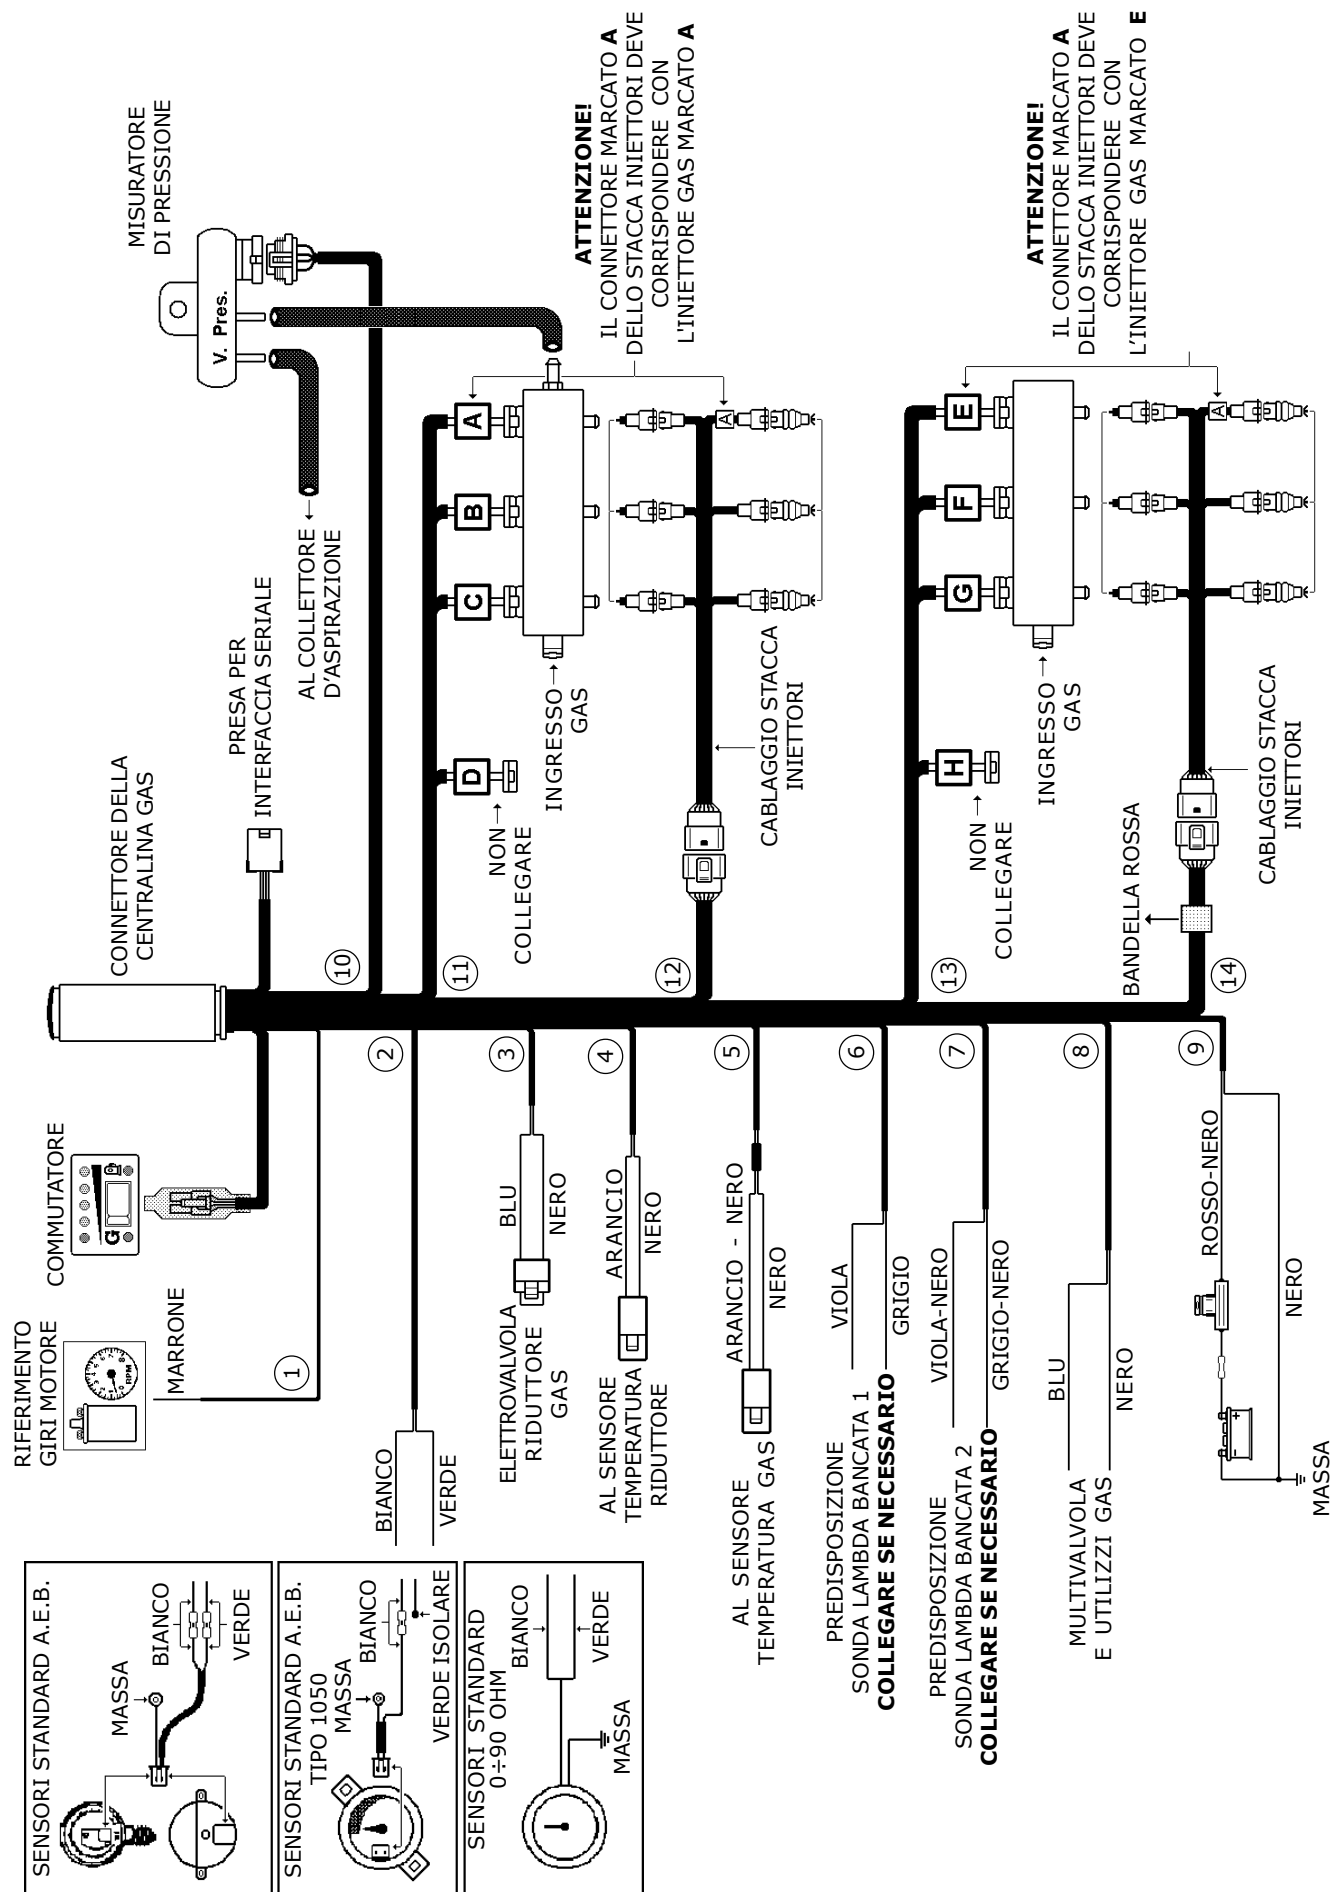 SENSORI STANDARD A.E.B.
MASSA
BIANCO
VERDE
SENSORI STANDARD A.E.B.
TIPO 1050
MASSA
BIANCO
VERDE ISOLARE
SENSORI STANDARD
0÷90 OHM
BIANCO
VERDE
MASSA
RIFERIMENTO
GIRI MOTORE
RPM
MARRONE
1
COMMUTATORE
G
CONNETTORE DELLA
CENTRALINA GAS
PRESA PER
INTERFACCIA SERIALE
AL COLLETTORE
D'ASPIRAZIONE
MISURATORE
DI PRESSIONE
V. Pres.
BIANCO
VERDE
2
ELETTROVALVOLA
RIDUTTORE
GAS
BLU
NERO
3
AL SENSORE
TEMPERATURA
RIDUTTORE
ARANCIO
NERO
4
AL SENSORE
TEMPERATURA GAS
ARANCIO - NERO
NERO
5
PREDISPOSIZIONE
SONDA LAMBDA BANCATA 1
COLLEGARE SE NECESSARIO
VIOLA
GRIGIO
6
PREDISPOSIZIONE
SONDA LAMBDA BANCATA 2
COLLEGARE SE NECESSARIO
VIOLA-NERO
GRIGIO-NERO
7
MULTIVALVOLA
E UTILIZZI GAS
BLU
NERO
8
MASSA
ROSSO-NERO
NERO
9
10
11
D
C
B
A
NON
COLLEGARE
INGRESSO
GAS
ATTENZIONE!
IL CONNETTORE MARCATO A
DELLO STACCA INIETTORI DEVE
CORRISPONDERE CON
L'INIETTORE GAS MARCATO A
12
A
CABLAGGIO STACCA
INIETTORI
13
H
G
F
E
NON
COLLEGARE
INGRESSO
GAS
ATTENZIONE!
IL CONNETTORE MARCATO A
DELLO STACCA INIETTORI DEVE
CORRISPONDERE CON
L'INIETTORE GAS MARCATO E
BANDELLA ROSSA
14
A
CABLAGGIO STACCA
INIETTORI